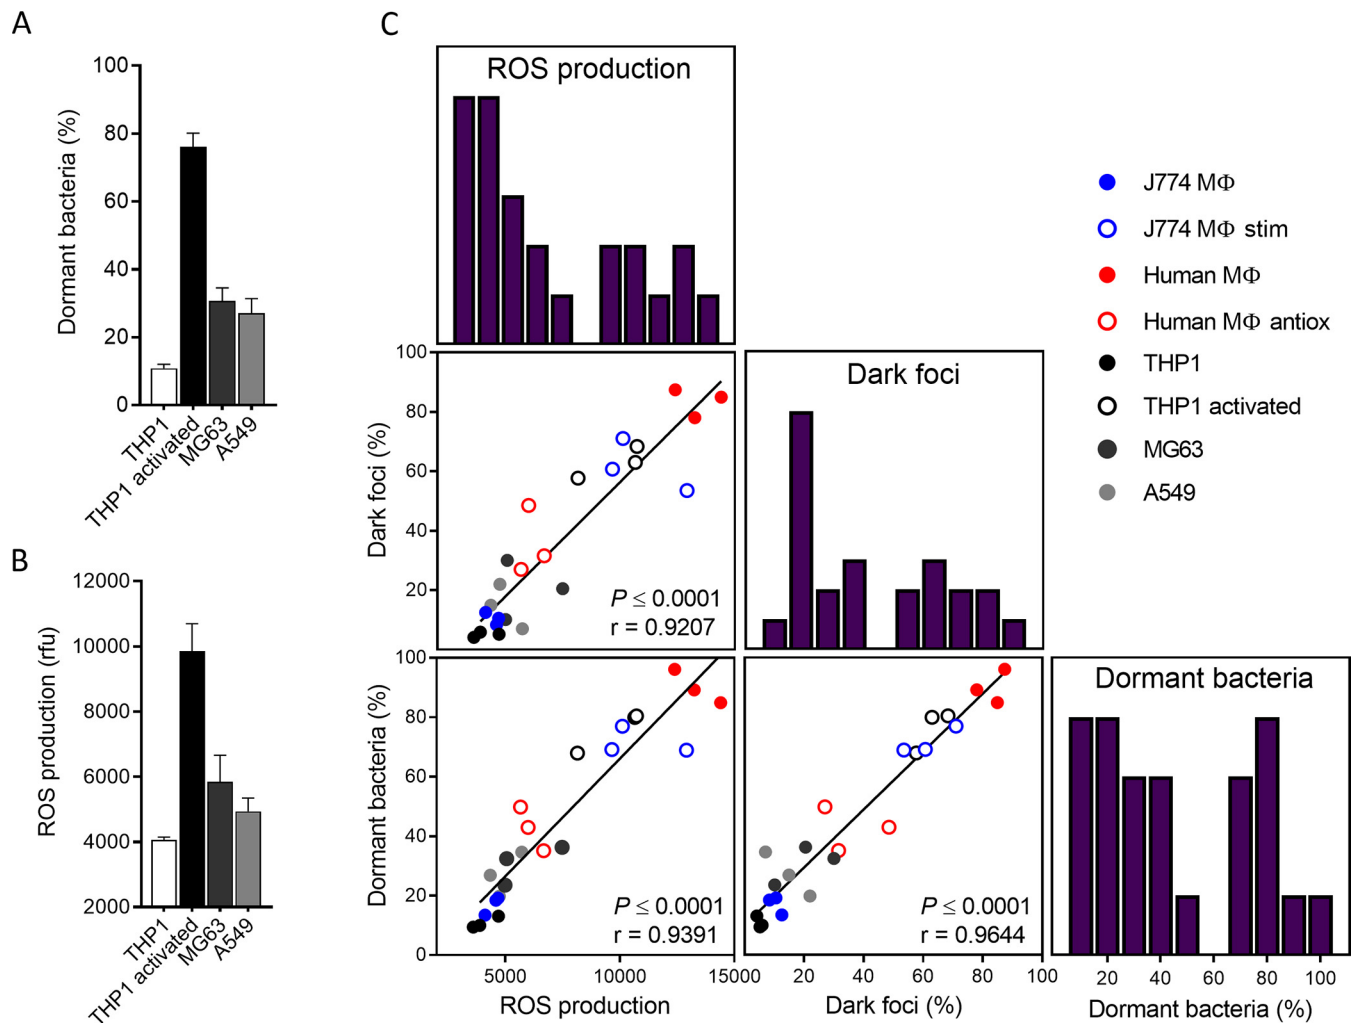 A
Dormant bacteria (%)
100
80
60
40
20
0
THP1
THP1 activated
MG63
A549
B
ROS production (rfu)
12000
10000
8000
6000
4000
2000
THP1
THP1 activated
MG63
A549
C
ROS production
Dark foci (%)
100
80
60
40
20
P ≤ 0.0001
r = 0.9207
Dark foci
Dormant bacteria (%)
100
80
60
40
20
0
P ≤ 0.0001
r = 0.9391
5000
10000
15000
ROS production
P ≤ 0.0001
r = 0.9644
20
40
60
80
100
Dark foci (%)
Dormant bacteria
20
40
60
80
100
Dormant bacteria (%)
J774 MΦ
J774 MΦ stim
Human MΦ
Human MΦ antiox
THP1
THP1 activated
MG63
A549